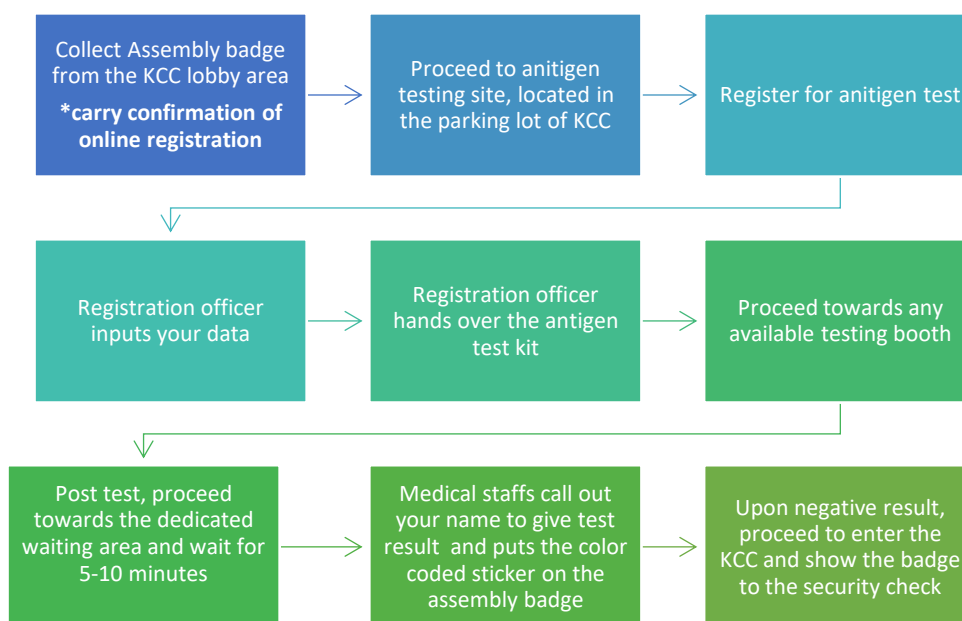 Collect Assembly badge
from the KCC lobby area
*carry confirmation of
online registration
Proceed to anitigen
testing site, located in
the parking lot of KCC
Register for anitigen test
Registration officer
inputs your data
Registration officer
hands over the antigen
test kit
Proceed towards any
available testing booth
Post test, proceed
towards the dedicated
waiting area and wait for
5-10 minutes
Medical staffs call out
your name to give test
result and puts the color
coded sticker on the
assembly badge
Upon negative result,
proceed to enter the
KCC and show the badge
to the security check